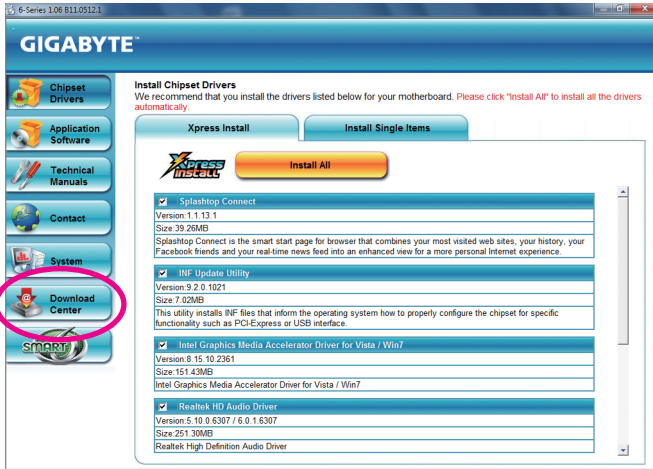 6-Series 1.06 B11.0512.1
GIGABYTE™
Chipset
Drivers
Application
Software
Technical
Manuals
Contact
System
Download
Center
SMART 6
Install Chipset Drivers
We recommend that you install the drivers listed below for your motherboard. Please click "Install All" to install all the drivers
automatically.
Xpress Install
Install Single Items
Xpress
INSTALL
Install All
Splashtop Connect
Version:1.1.13.1
Size:39.26MB
Splashtop Connect is the smart start page for browser that combines your most visited web sites, your history, your
Facebook friends and your real-time news feed into an enhanced view for a more personal Internet experience.
INF Update Utility
Version:9.2.0.1021
Size:7.02MB
This utility installs INF files that inform the operating system how to properly configure the chipset for specific
functionality such as PCI-Express or USB interface.
Intel Graphics Media Accelerator Driver for Vista / Win7
Version:8.15.10.2361
Size:151.43MB
Intel Graphics Media Accelerator Driver for Vista / Win7
Realtek HD Audio Driver
Version:5.10.0.6307 / 6.0.1.6307
Size:251.30MB
Realtek High Definition Audio Driver